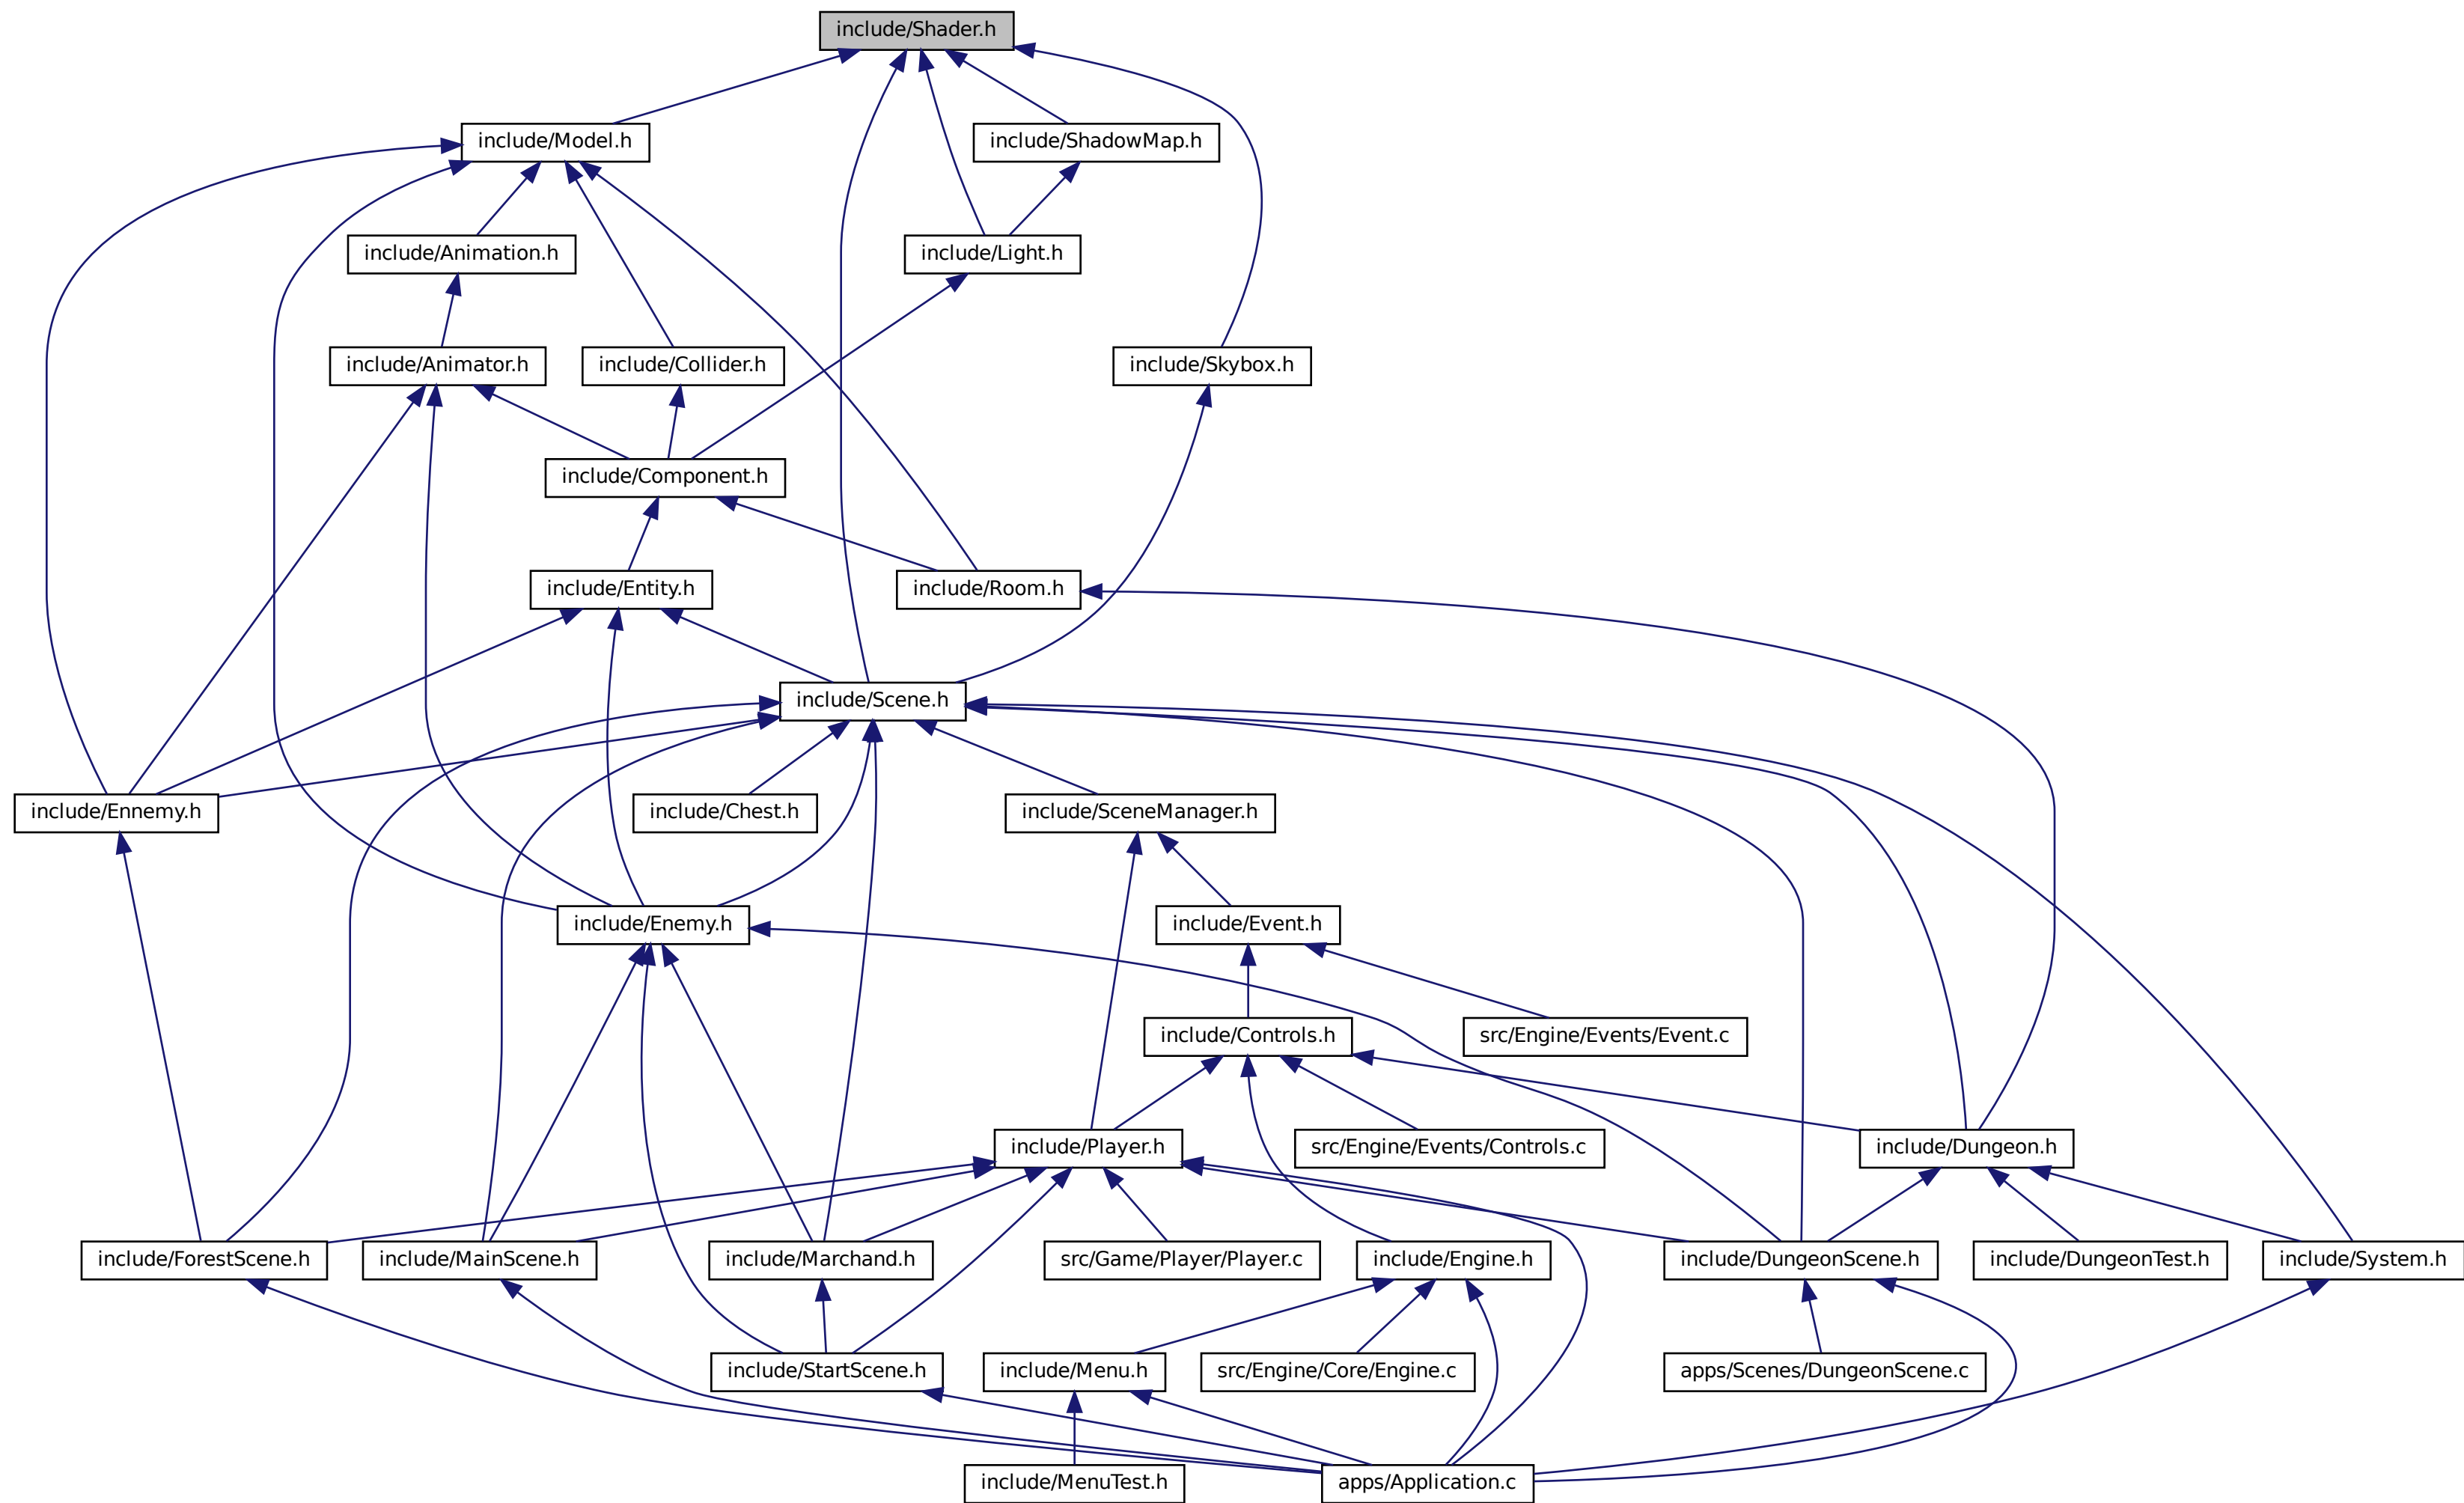 include/Shader.h
include/Model.h
include/ShadowMap.h
include/Animation.h
include/Light.h
include/Animator.h
include/Collider.h
include/Skybox.h
include/Component.h
include/Entity.h
include/Room.h
include/Scene.h
include/Ennemy.h
include/Chest.h
include/SceneManager.h
include/Enemy.h
include/Event.h
include/Controls.h
src/Engine/Events/Event.c
include/Player.h
src/Engine/Events/Controls.c
include/Dungeon.h
include/ForestScene.h
include/MainScene.h
include/Marchand.h
src/Game/Player/Player.c
include/Engine.h
include/DungeonScene.h
include/DungeonTest.h
include/System.h
include/StartScene.h
include/Menu.h
src/Engine/Core/Engine.c
apps/Scenes/DungeonScene.c
include/MenuTest.h
apps/Application.c